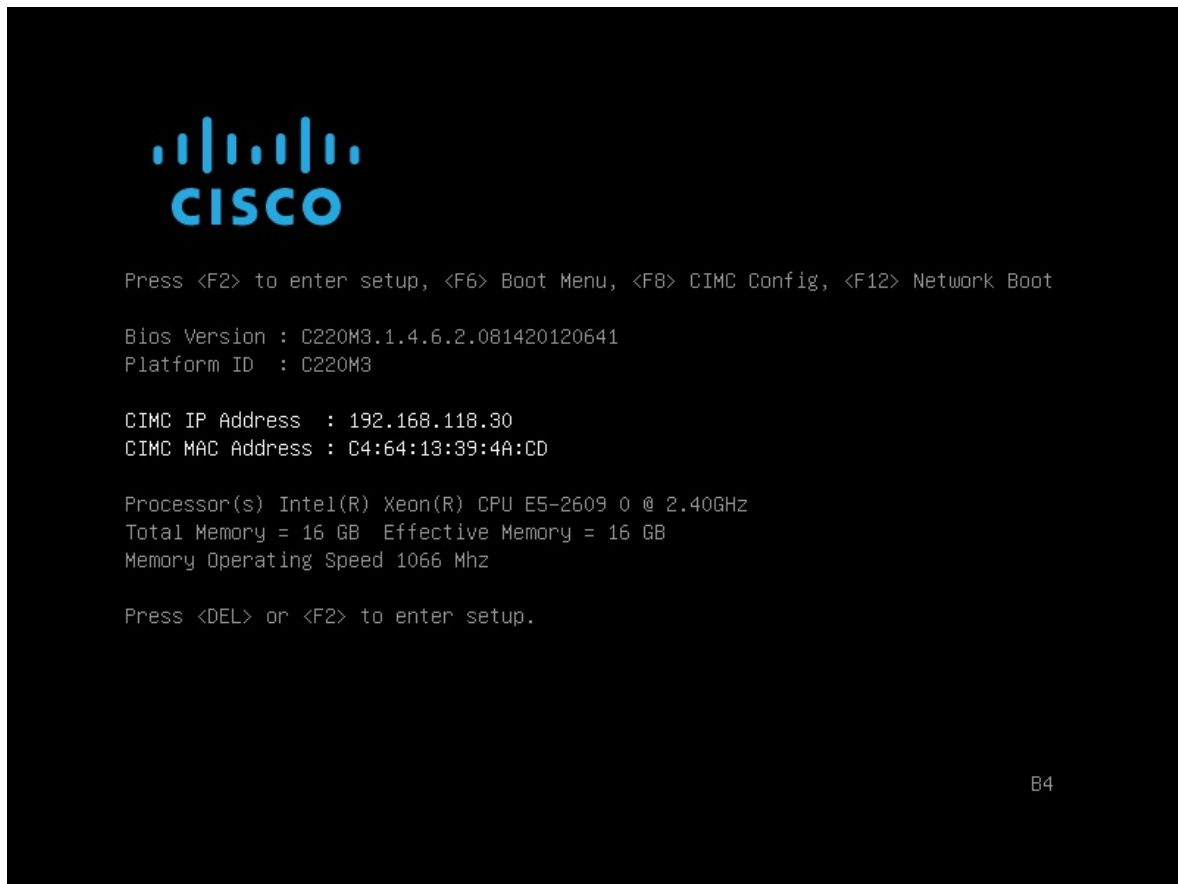 CISCO
Press <F2> to enter setup, <F6> Boot Menu, <F8> CIMC Config, <F12> Network Boot
Bios Version : C220M3.1.4.6.2.081420120641
Platform ID  : C220M3
CIMC IP Address  : 192.168.118.30
CIMC MAC Address : C4:64:13:39:4A:CD
Processor(s) Intel(R) Xeon(R) CPU E5-2609 0 @ 2.40GHz
Total Memory = 16 GB  Effective Memory = 16 GB
Memory Operating Speed 1066 Mhz
Press <DEL> or <F2> to enter setup.
B4